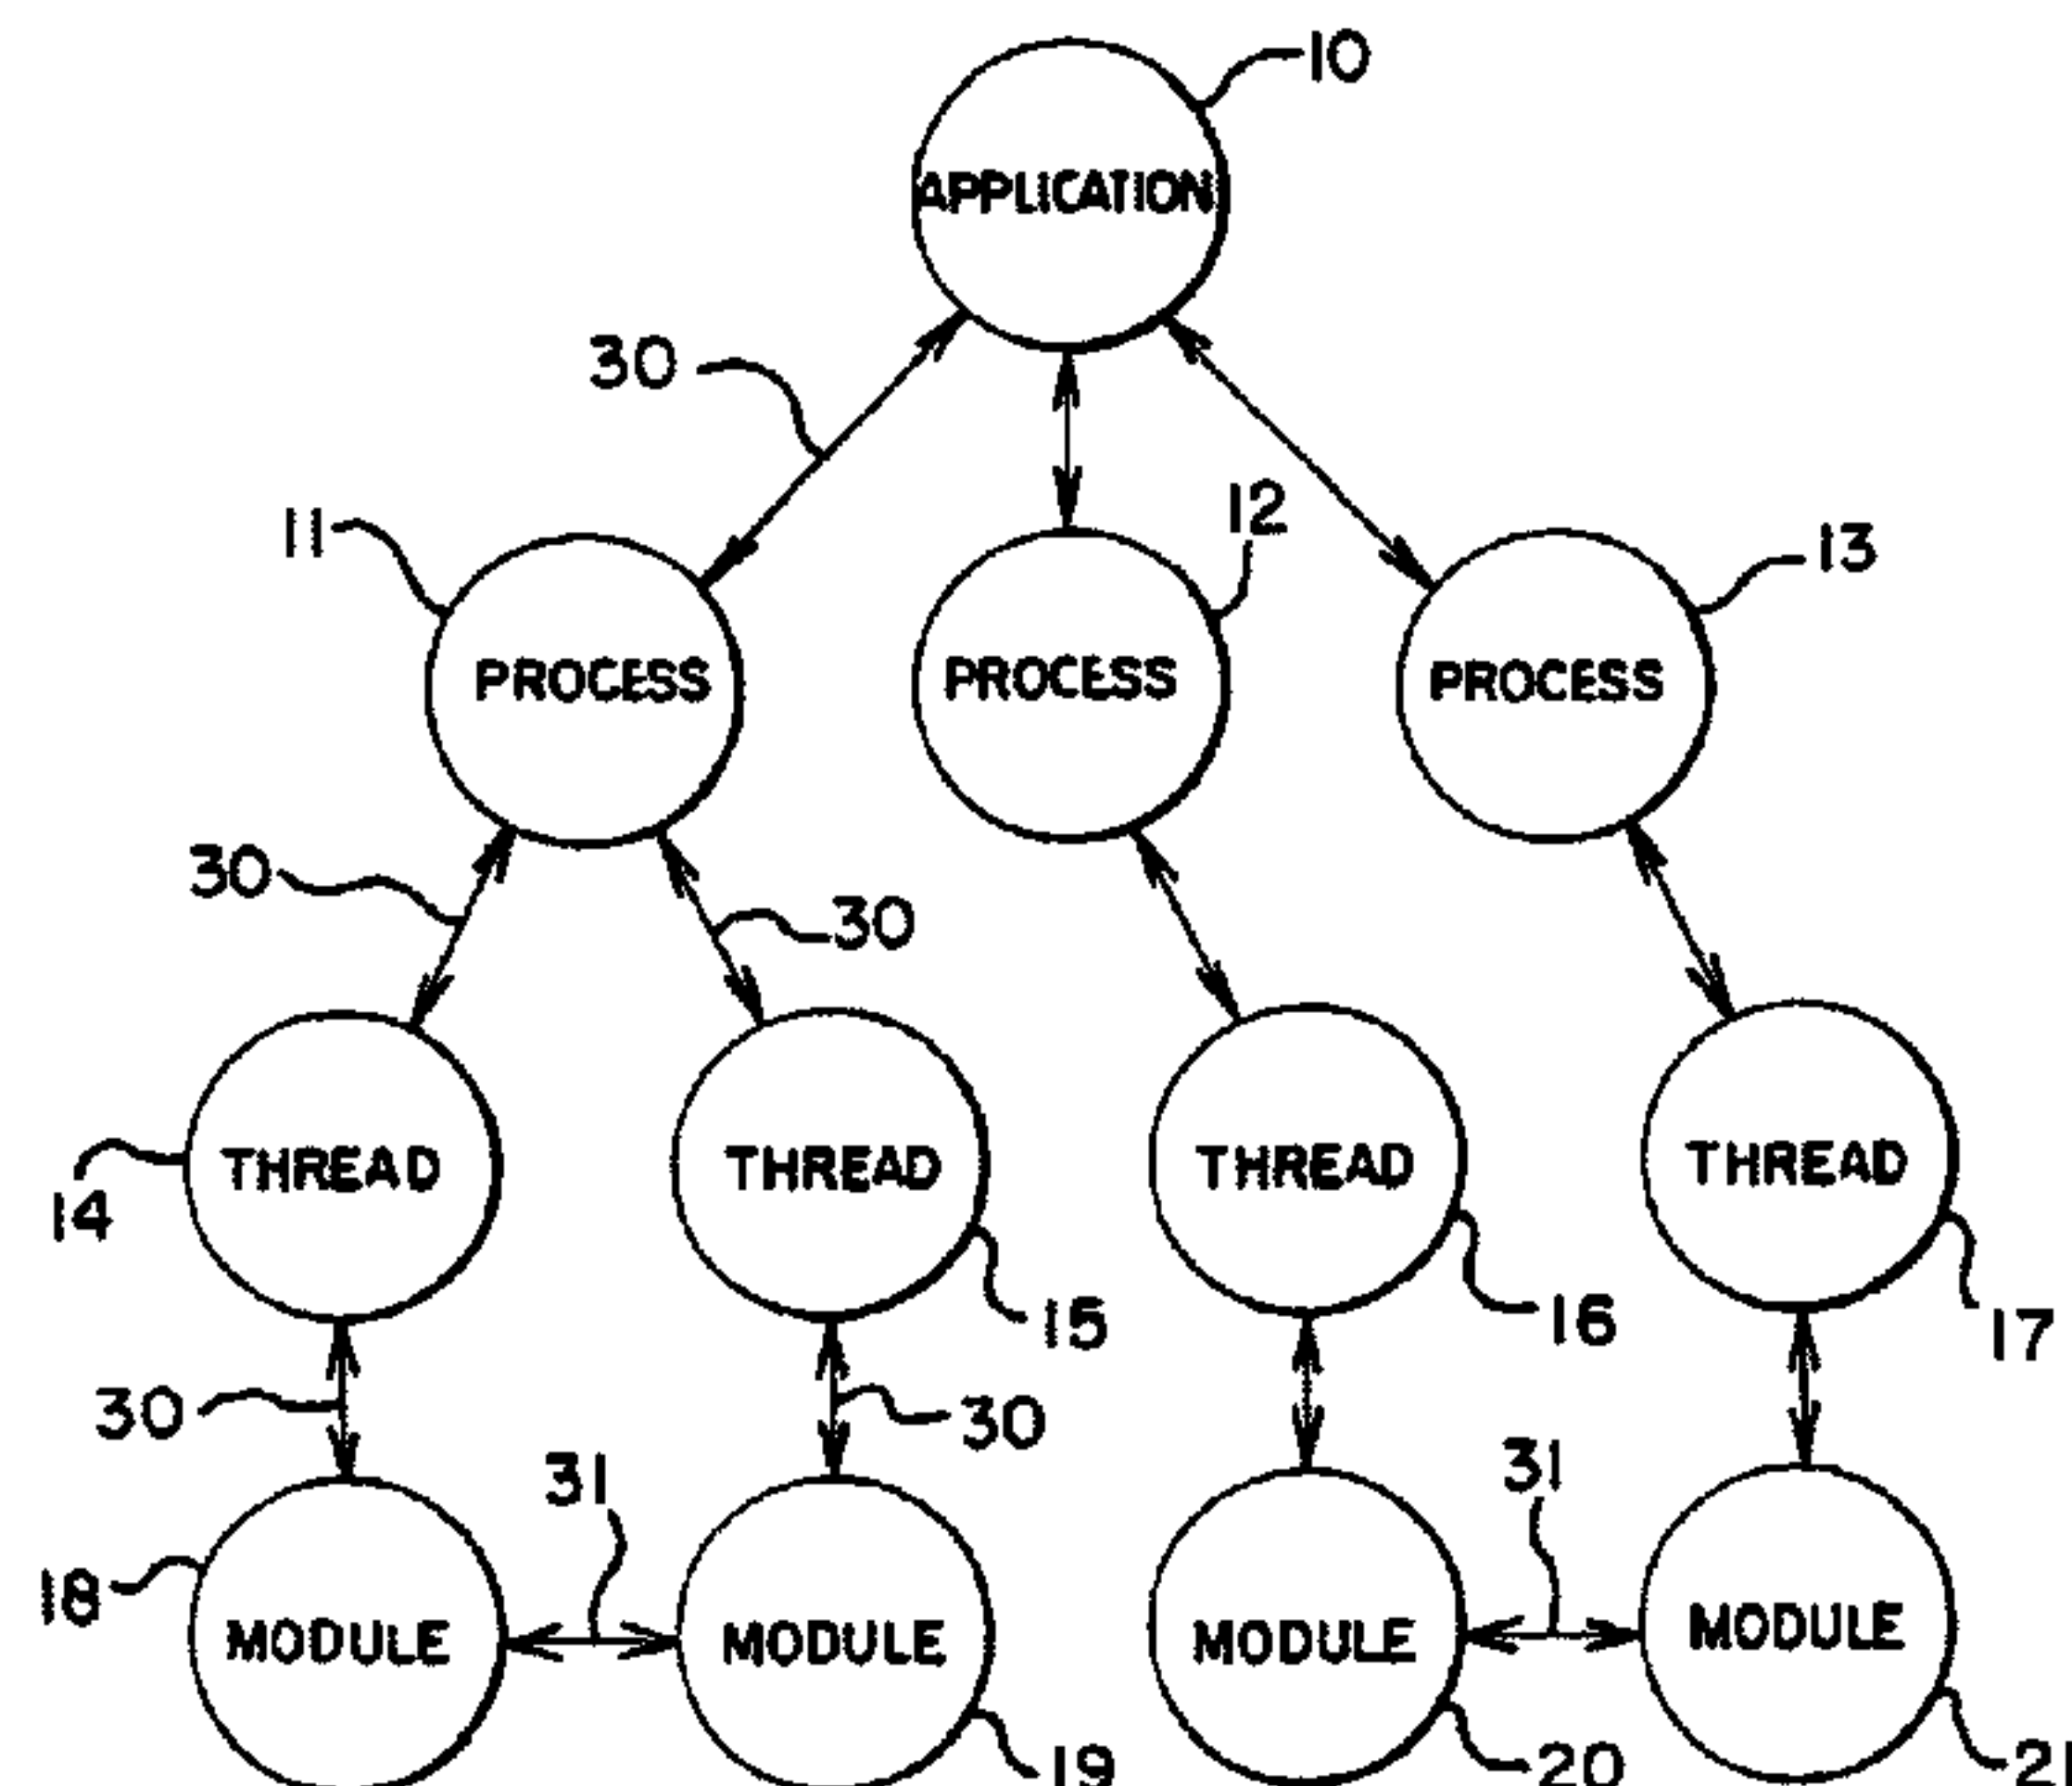 10
APPLICATION
30
11
12
13
PROCESS
PROCESS
PROCESS
30
30
THREAD
THREAD
THREAD
THREAD
14
15
16
17
30
30
31
31
18
MODULE
MODULE
MODULE
MODULE
19
20
21